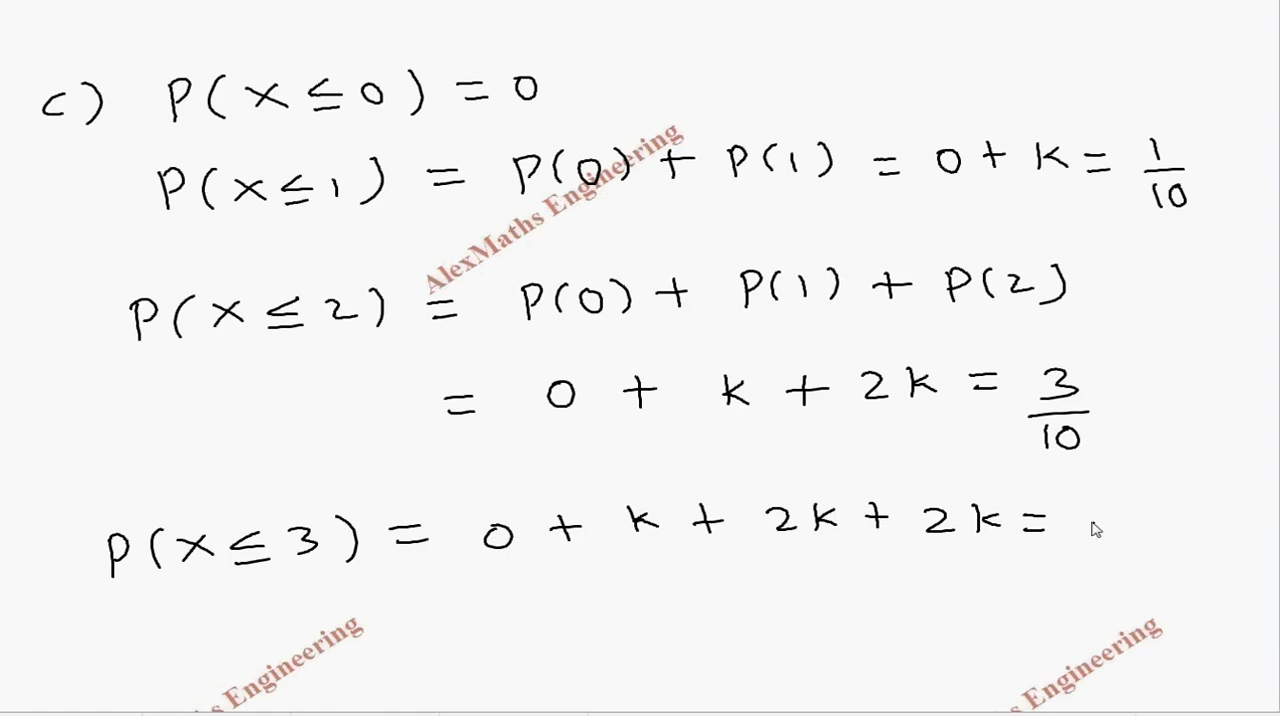 c) P(x ≤ 0) = 0
P(x ≤ 1) = P(0) + P(1) = 0 + k = 1/10
AlexMaths Engineering
P(x ≤ 2) = P(0) + P(1) + P(2)
= 0 + k + 2k = 3/10
P(x ≤ 3) = 0 + k + 2k + 2k =
Engineering
Engineering